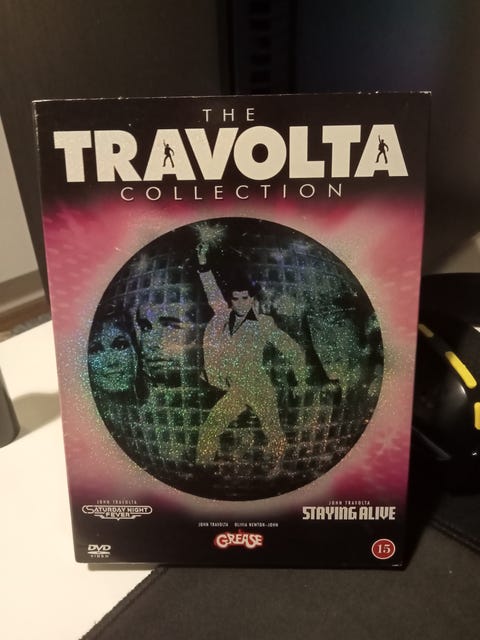 THE
TRAVOLTA
COLLECTION
JOHN TRAVOLTA
SATURDAY NIGHT
FEVER
JOHN TRAVOLTA
STAYING ALIVE
JOHN TRAVOLTA OLIVIA NEWTON-JOHN
GREASE
DVD
VIDEO
15